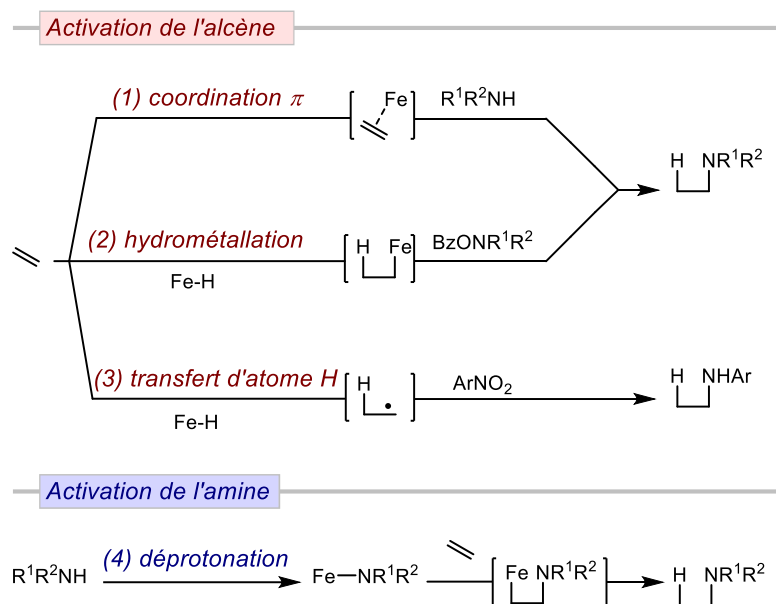 Activation de l'alcène
(1) coordination π
Fe
R¹R²NH
H NR¹R²
(2) hydrométallation
H Fe
BzONR¹R²
Fe-H
(3) transfert d'atome H
H
•
ArNO₂
H NHAr
Fe-H
Activation de l'amine
R¹R²NH
(4) déprotonation
Fe—NR¹R²
Fe NR¹R²
H NR¹R²